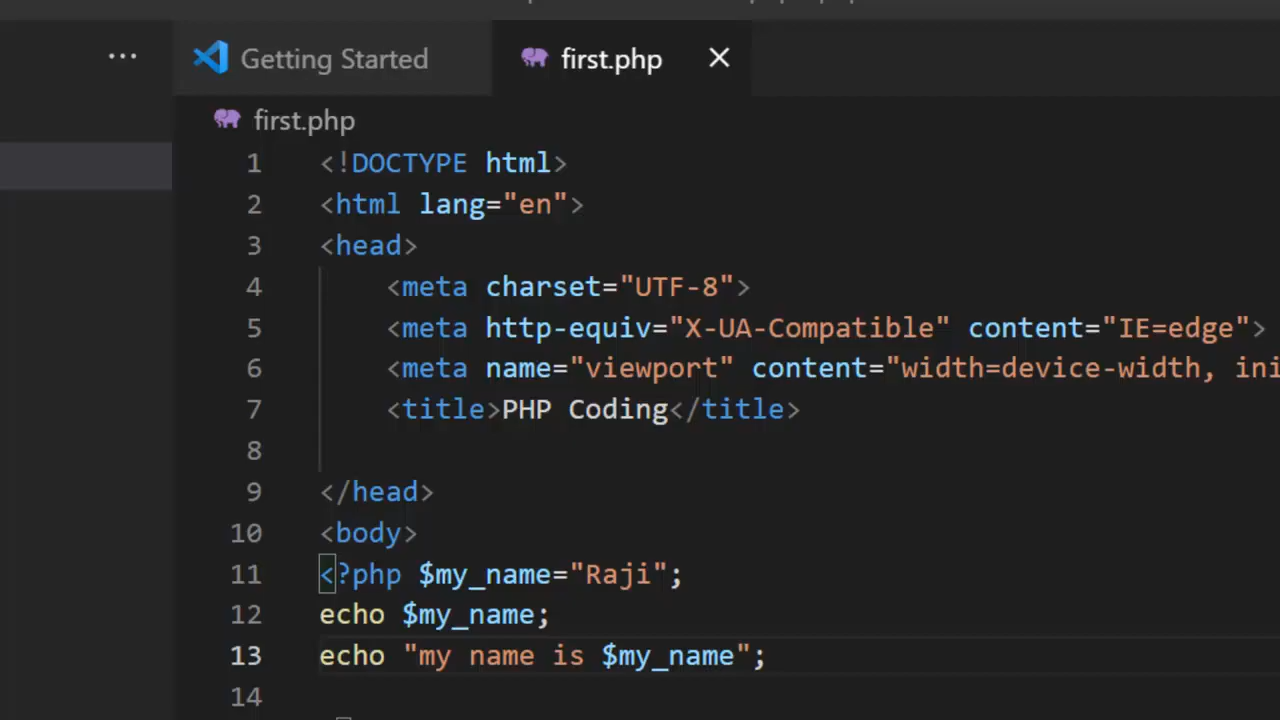 ...
Getting Started
first.php
first.php
1 <!DOCTYPE html>
2 <html lang="en">
3 <head>
4 <meta charset="UTF-8">
5 <meta http-equiv="X-UA-Compatible" content="IE=edge">
6 <meta name="viewport" content="width=device-width, ini
7 <title>PHP Coding</title>
8
9 </head>
10 <body>
11 <?php $my_name="Raji";
12 echo $my_name;
13 echo "my name is $my_name";
14